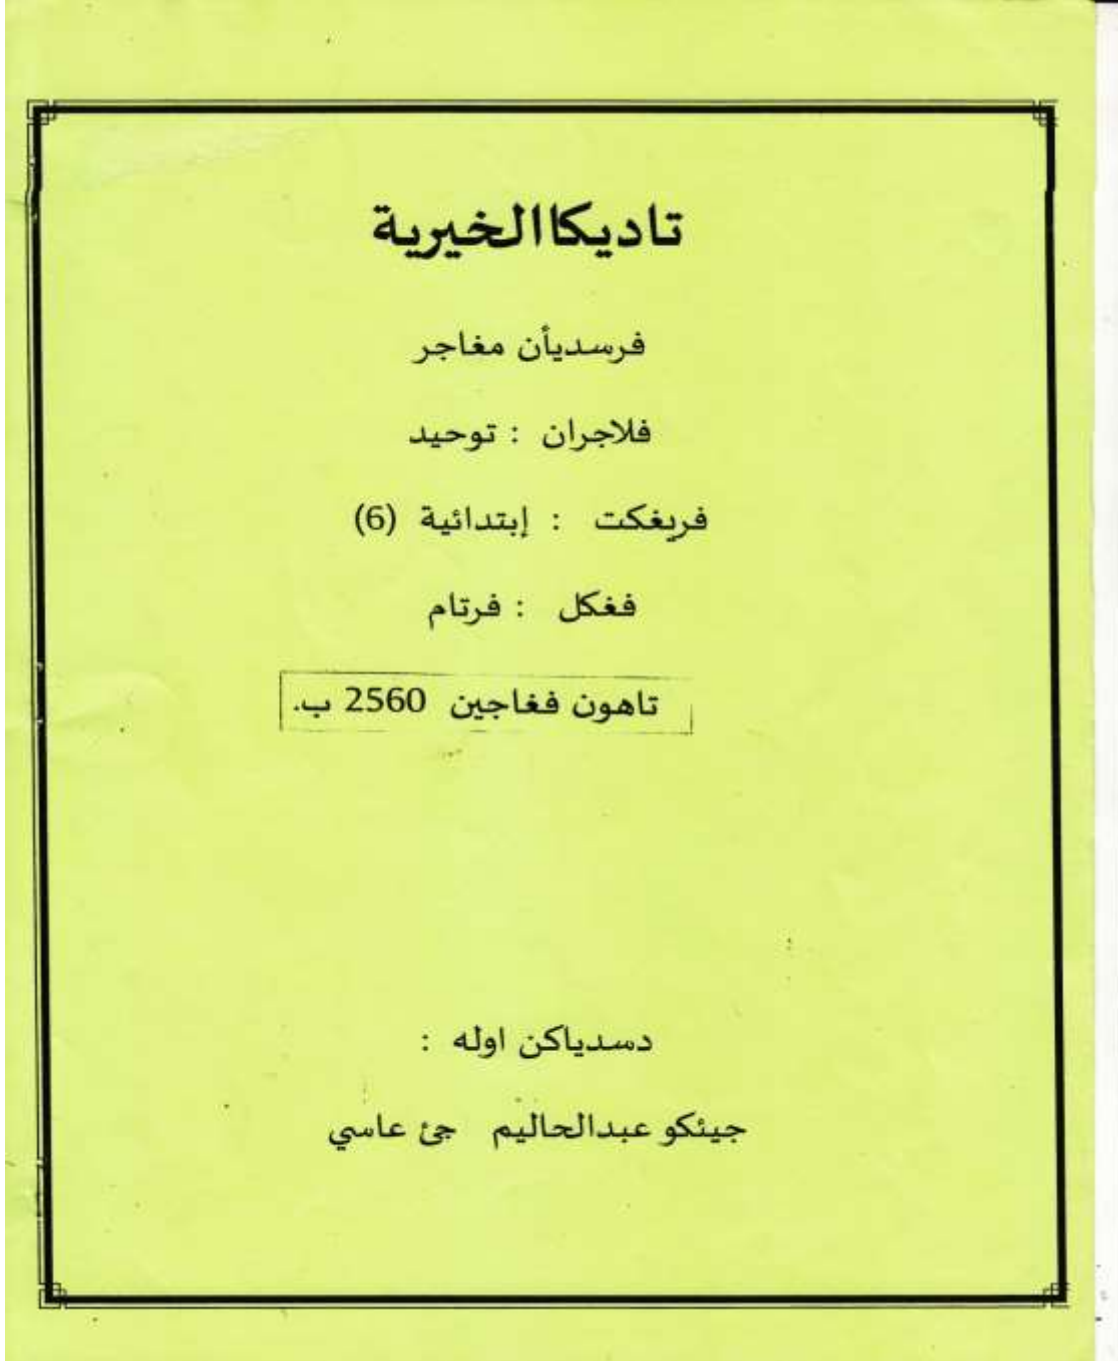 تاديكاالخيرية
فرسديأن مغاجر
فلاجران : توحيد
فريغكت : إبتدائية (6)
فغكل : فرتام
تاهون فغاجين 2560 ب.
دسدياكن اوله :
جيئكو عبدالحاليم جئ عاسي